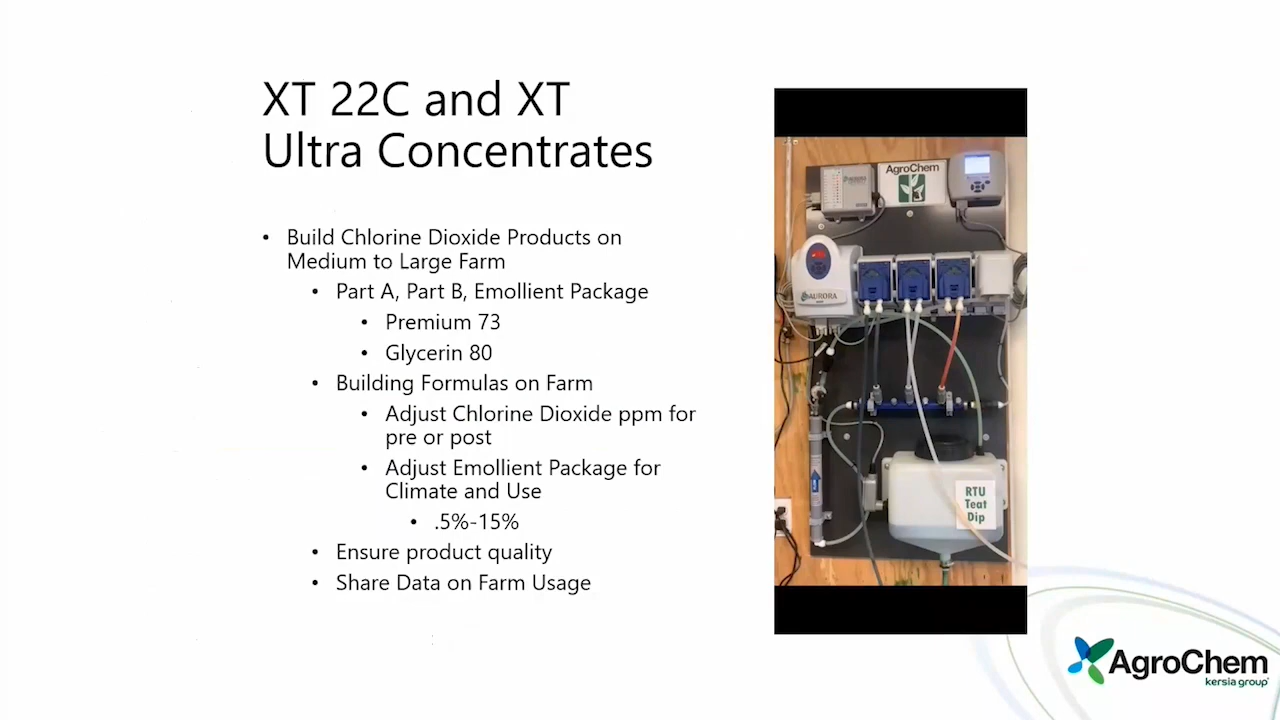 XT 22C and XT
Ultra Concentrates
• Build Chlorine Dioxide Products on
Medium to Large Farm
• Part A, Part B, Emollient Package
• Premium 73
• Glycerin 80
• Building Formulas on Farm
• Adjust Chlorine Dioxide ppm for
pre or post
• Adjust Emollient Package for
Climate and Use
• .5%-15%
• Ensure product quality
• Share Data on Farm Usage
AgroChem
AURORA
RTU
Teat
Dip
AgroChem
kersia group